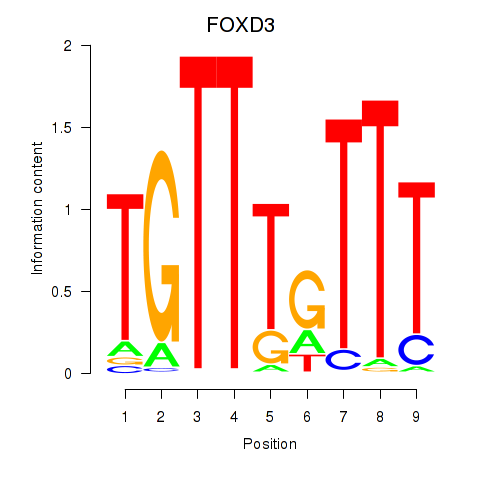 FOXD3
Information content
2
1.5
1
0.5
0
T A G C
G A C
T
T
T G A
G A T
T C
T A G
T C A
1 2 3 4 5 6 7 8 9
Position